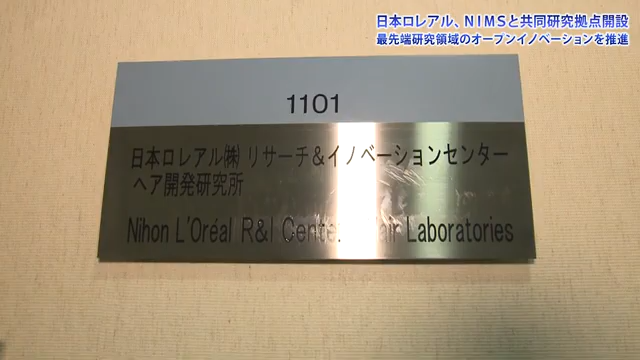 日本ロレアル、NIMSと共同研究拠点開設
最先端研究領域のオープンイノベーションを推進
1101
日本ロレアル㈱ リサーチ&イノベーションセンター
ヘア開発研究所
Nihon L'Oréal R&I Center Hair Laboratories